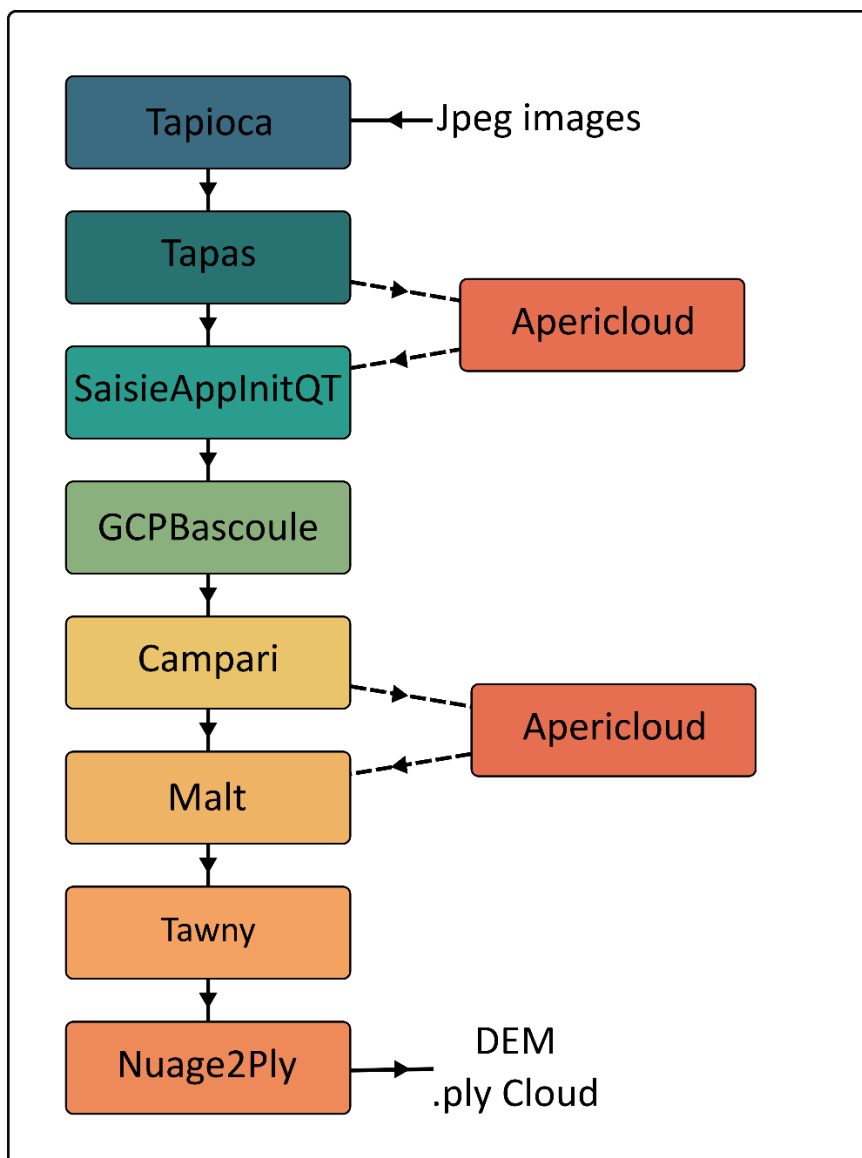 Tapioca
Jpeg images
Tapas
Apericloud
SaisieAppInitQT
GCPBascoule
Campari
Apericloud
Malt
Tawny
Nuage2Ply
DEM
.ply Cloud